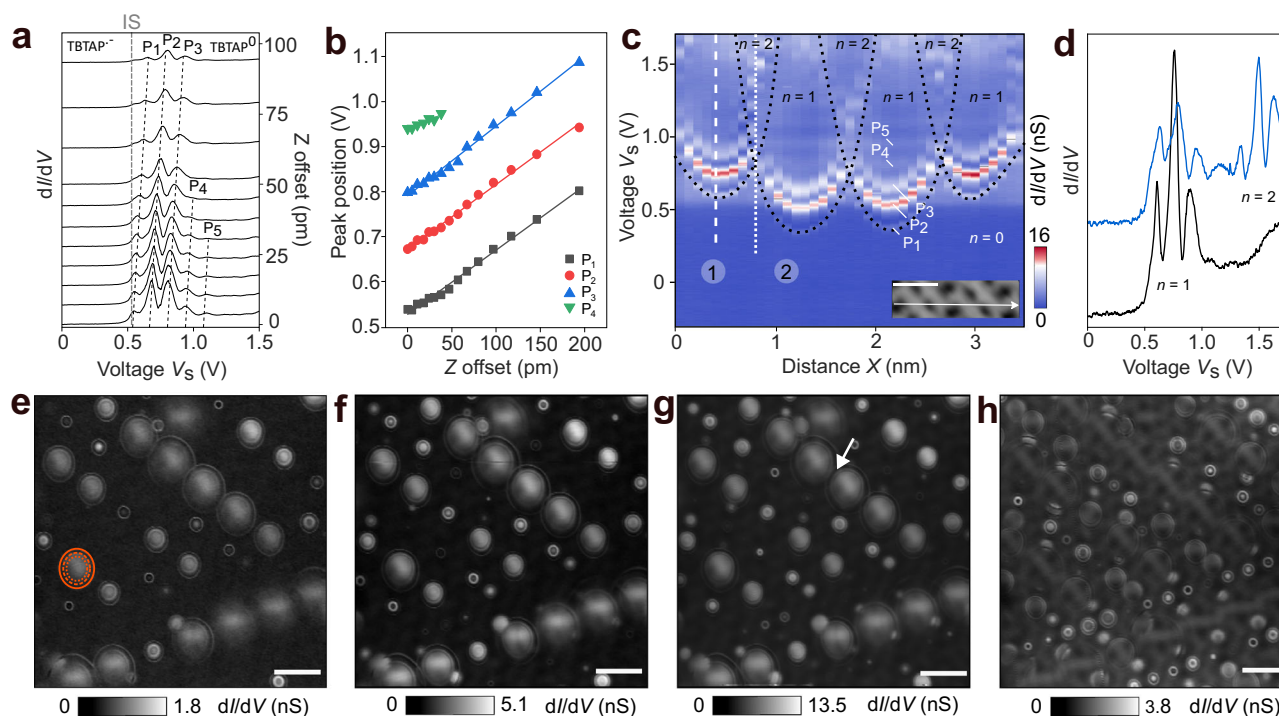 a
IS
TBTAP·-
P1
P2
P3
TBTAP0
P4
P5
dI/dV
100
75
50
25
0
Z offset (pm)
0
0.5
1.0
1.5
Voltage VS (V)
b
1.1
1.0
0.9
0.8
0.7
0.6
0.5
Peak position (V)
P1
P2
P3
P4
0
50
100
150
200
Z offset (pm)
c
n = 2
n = 2
n = 2
n = 1
n = 1
n = 1
P5
P4
P3
P2
P1
n = 0
1
2
1.5
1.0
0.5
0
Voltage VS (V)
0
1
2
3
Distance X (nm)
dI/dV (nS)
16
0
d
dI/dV
n = 2
n = 1
0
0.5
1.0
1.5
Voltage VS (V)
e
f
g
h
0 1.8 dI/dV (nS)
0 5.1 dI/dV (nS)
0 13.5 dI/dV (nS)
0 3.8 dI/dV (nS)